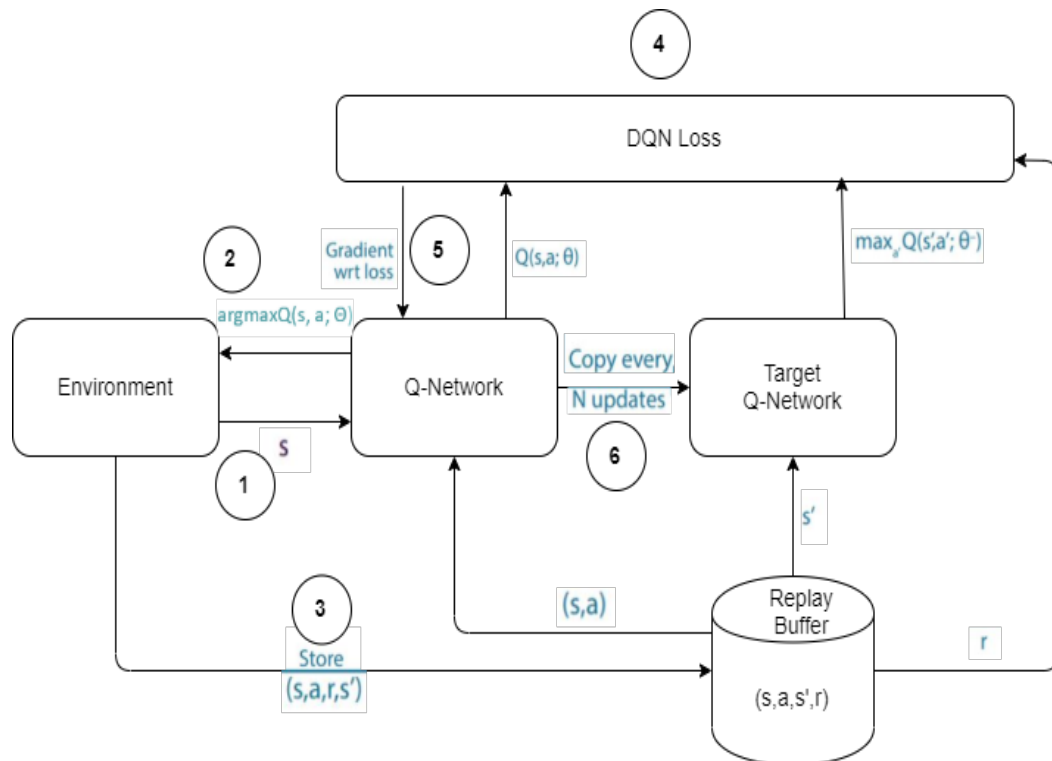 4
DQN Loss
2
Gradient
wrt loss
5
Q(s,a; θ)
max_a' Q(s',a'; θ⁻)
argmaxQ(s, a; Θ)
Environment
Q-Network
Copy every
N updates
Target
Q-Network
S
1
6
s'
3
Store
(s,a,r,s')
(s,a)
Replay
Buffer
(s,a,s',r)
r